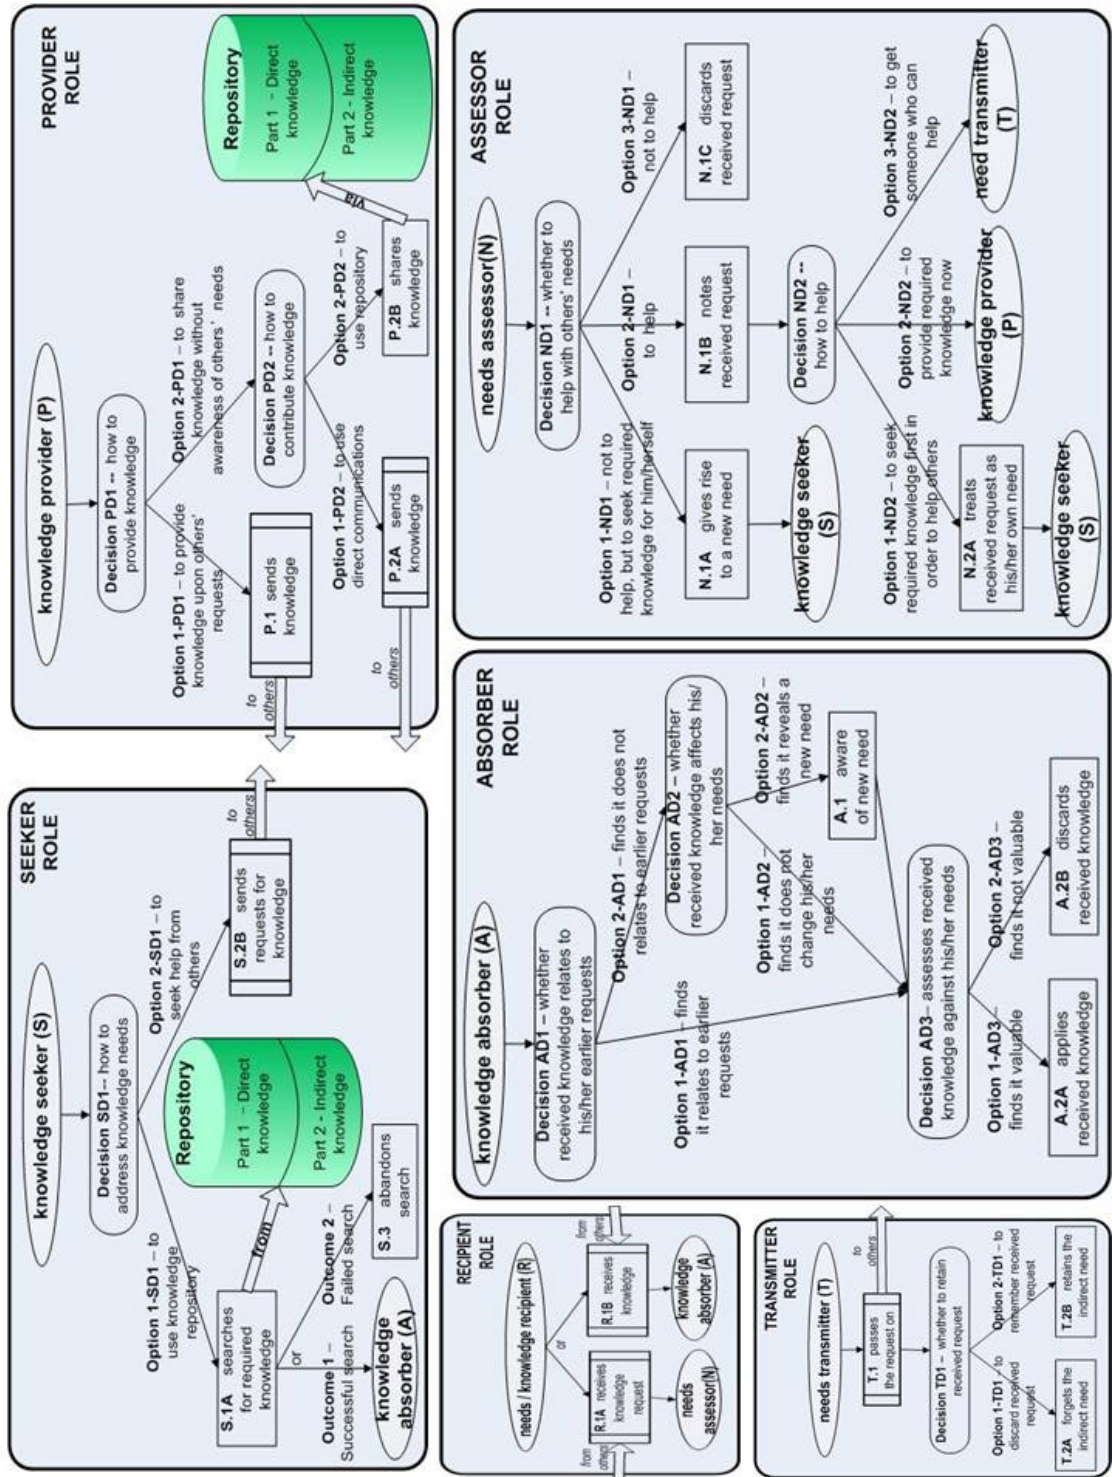 SEEKER
ROLE
knowledge seeker (S)
Decision SD1-- how to
address knowledge needs
Option 1-SD1 – to
use knowledge
repository
Option 2-SD1 – to
seek help from
others
S.1A searches
for required
knowledge
from
Repository
Part 1 - Direct
knowledge
Part 2 - Indirect
knowledge
S.2B sends
requests for
knowledge
to
others
Outcome 1 –
Successful search
or
Outcome 2 –
Failed search
knowledge
absorber (A)
S.3 abandons
search
PROVIDER
ROLE
knowledge provider (P)
Decision PD1 -- how to
provide knowledge
Option 1-PD1 – to provide
knowledge upon others'
requests
Option 2-PD1 – to share
knowledge without
awareness of others' needs
P.1 sends
knowledge
to
others
Decision PD2 -- how to
contribute knowledge
Option 1-PD2 – to use
direct communications
Option 2-PD2 – to
use repository
P.2A sends
knowledge
to
others
P.2B shares
knowledge
via
Repository
Part 1 - Direct
knowledge
Part 2 - Indirect
knowledge
RECIPIENT
ROLE
needs / knowledge recipient (R)
or
from
others
R.1A receives
knowledge
request
R.1B receives
knowledge
from
others
needs
assessor(N)
knowledge
absorber (A)
TRANSMITTER
ROLE
needs transmitter (T)
T.1 passes
the request on
to
others
Decision TD1 – whether to retain
received request
Option 1-TD1 - to
discard received
request
Option 2-TD1 – to
remember received
request
T.2A forgets the
indirect need
T.2B retains the
indirect need
ABSORBER
ROLE
knowledge absorber (A)
Decision AD1 – whether
received knowledge relates to
his/her earlier requests
Option 1-AD1 – finds
it relates to earlier
requests
Option 2-AD1 – finds it does not
relates to earlier requests
Decision AD2 – whether
received knowledge affects his/
her needs
Option 1-AD2 –
finds it does not
change his/her
needs
Option 2-AD2 –
finds it reveals a
new need
A.1 aware
of new need
Decision AD3– assesses received
knowledge against his/her needs
Option 1-AD3 –
finds it valuable
Option 2-AD3 –
finds it not valuable
A.2A applies
received knowledge
A.2B discards
received knowledge
ASSESSOR
ROLE
needs assessor(N)
Decision ND1 -- whether to
help with others' needs
Option 1-ND1 – not to
help, but to seek required
knowledge for him/herself
Option 2-ND1 –
to help
Option 3-ND1 –
not to help
N.1A gives rise
to a new need
N.1B notes
received request
N.1C discards
received request
knowledge seeker
(S)
Decision ND2 --
how to help
Option 1-ND2 – to seek
required knowledge first in
order to help others
Option 2-ND2 – to
provide required
knowledge now
Option 3-ND2 – to get
someone who can
help
N.2A treats
received request as
his/her own need
knowledge provider
(P)
need transmitter
(T)
knowledge seeker
(S)